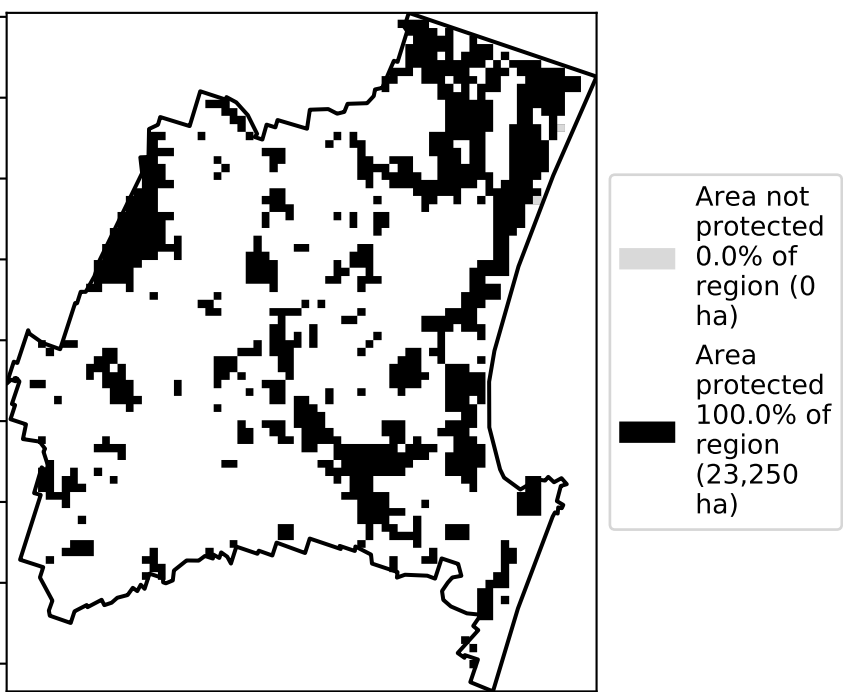 Area not
protected
0.0% of
region (0
ha)
Area
protected
100.0% of
region
(23,250
ha)